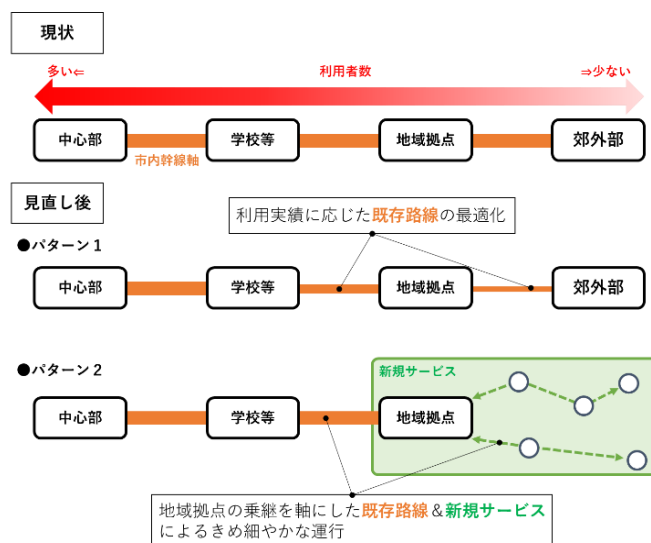 現状
多い⇐
利用者数
⇒少ない
中心部
学校等
地域拠点
郊外部
市内幹線軸
見直し後
利用実績に応じた既存路線の最適化
●パターン1
中心部
学校等
地域拠点
郊外部
●パターン2
新規サービス
中心部
学校等
地域拠点
地域拠点の乗継を軸にした既存路線&新規サービス
によるきめ細やかな運行